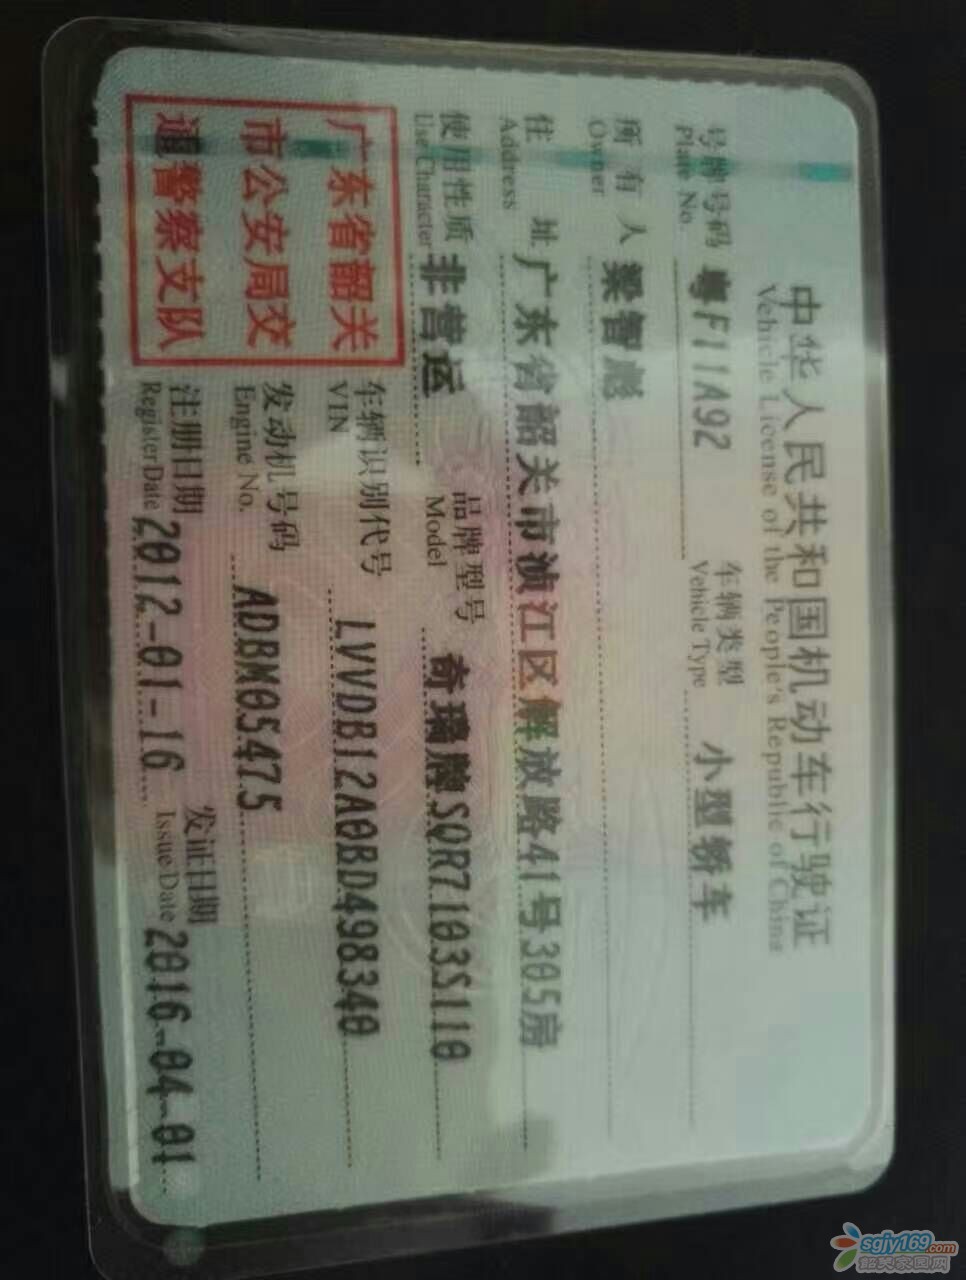 中华人民共和国机动车行驶证
Vehicle License of the People's Republic of China
号牌号码 粤F11A92 车辆类型 小型轿车
Plate No. Vehicle Type
所有人 梁智彪
Owner
住址 广东省韶关市浈江区解放路41号305房
Address
使用性质 非营运 品牌型号 奇瑞牌SQR7103S110
Use Character Model
广东省韶关
市公安局交
通警察支队
车辆识别代号 LVVDB12A0BD498340
VIN
发动机号码 ADBM05475
Engine No.
注册日期 2012-01-16 发证日期 2016-04-01
Register Date Issue Date
sgjy169.com
韶关家园网